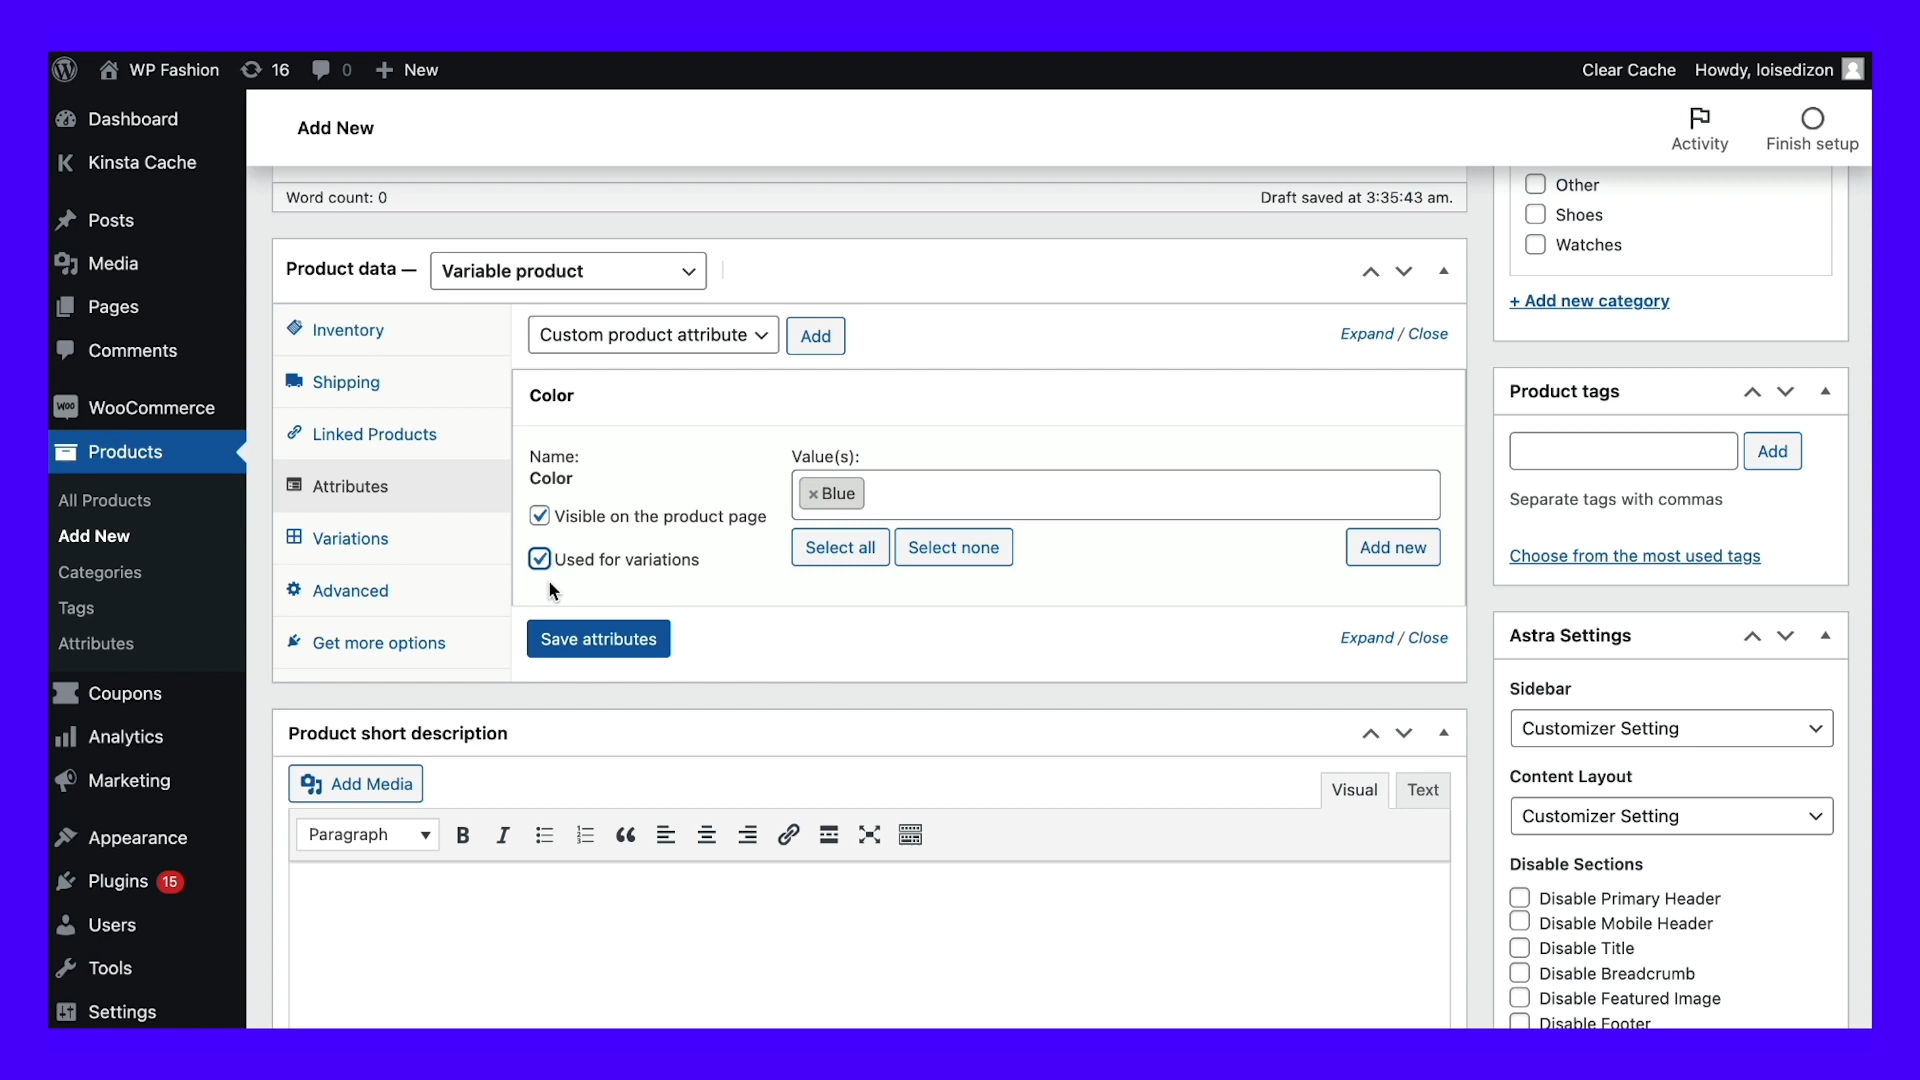 WP Fashion 16 0 New Clear Cache Howdy, loisedizon
Dashboard
Kinsta Cache
Posts
Media
Pages
Comments
WOO WooCommerce
Products
All Products
Add New
Categories
Tags
Attributes
Coupons
Analytics
Marketing
Appearance
Plugins 15
Users
Tools
Settings
Add New
Activity
Finish setup
Word count: 0 Draft saved at 3:35:43 am.
Product data — Variable product
Inventory
Shipping
Linked Products
Attributes
Variations
Advanced
Get more options
Custom product attribute Add Expand / Close
Color
Name:
Color
Visible on the product page
Used for variations
Value(s):
× Blue
Select all Select none Add new
Save attributes Expand / Close
Product short description
Add Media Visual Text
Paragraph B I
Other
Shoes
Watches
+ Add new category
Product tags
Add
Separate tags with commas
Choose from the most used tags
Astra Settings
Sidebar
Customizer Setting
Content Layout
Customizer Setting
Disable Sections
Disable Primary Header
Disable Mobile Header
Disable Title
Disable Breadcrumb
Disable Featured Image
Disable Footer